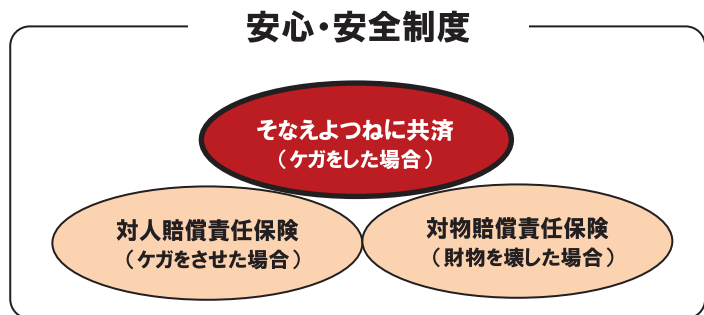 安心・安全制度
そなえよつねに共済
（ケガをした場合）
対人賠償責任保険
（ケガをさせた場合）
対物賠償責任保険
（財物を壊した場合）